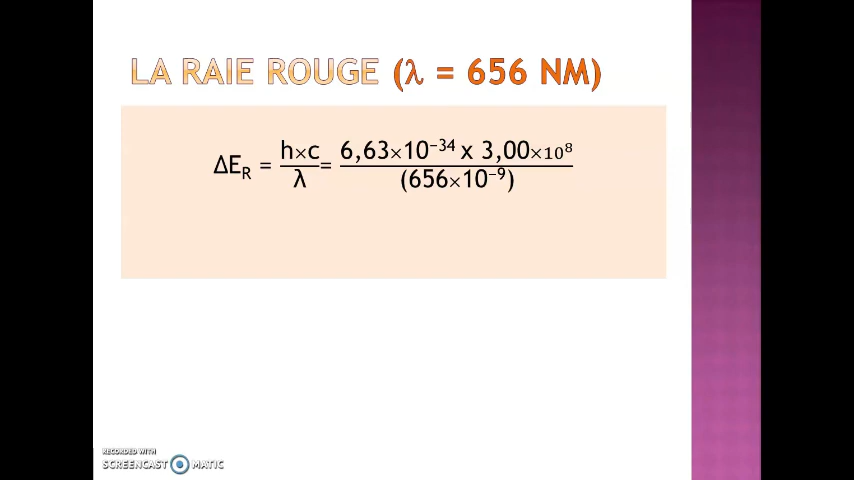 LA RAIE ROUGE (λ = 656 NM)
ΔE_R = h×c/λ = 6,63×10⁻³⁴ x 3,00×10⁸/(656×10⁻⁹)
RECORDED WITH
SCREENCAST MATIC